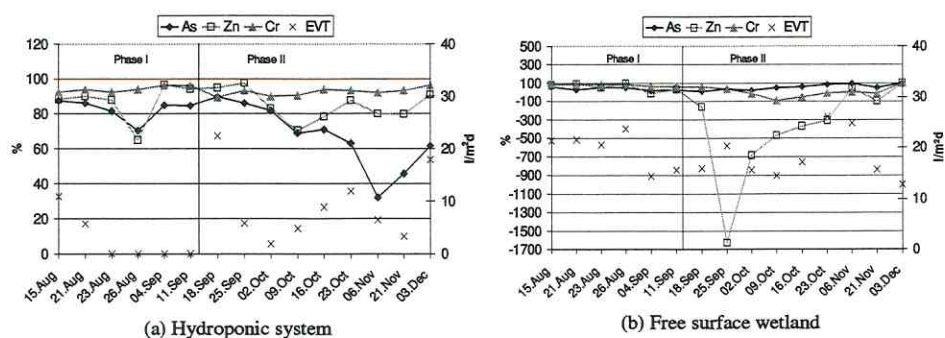 As Zn Cr EVT
Phase I Phase II
120
100
80
60
40
20
0
%
40
30
20
10
0
l/m²d
15.Aug
21.Aug
23.Aug
26.Aug
04.Sep
11.Sep
18.Sep
25.Sep
02.Oct
09.Oct
16.Oct
23.Oct
06.Nov
21.Nov
03.Dec
(a) Hydroponic system
As Zn Cr EVT
Phase I Phase II
500
300
100
-100
-300
-500
-700
-900
-1100
-1300
-1500
-1700
%
40
30
20
10
0
l/m²d
15.Aug
21.Aug
23.Aug
26.Aug
04.Sep
11.Sep
18.Sep
25.Sep
02.Oct
09.Oct
16.Oct
23.Oct
06.Nov
21.Nov
03.Dec
(b) Free surface wetland